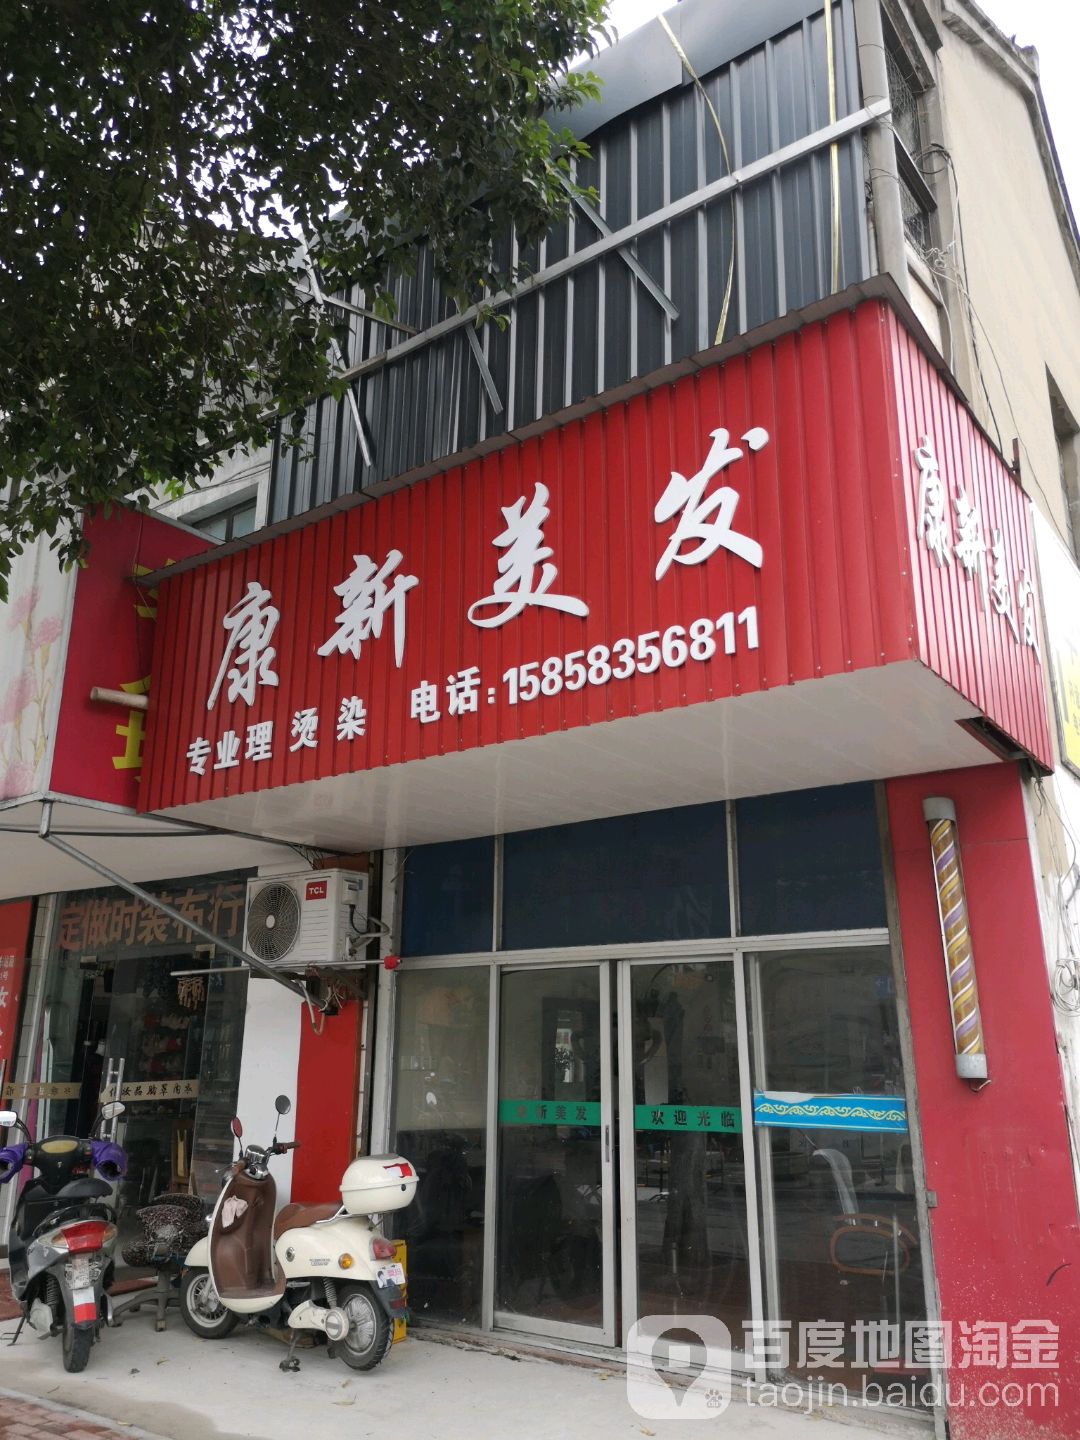 康新美发
康新美发
专业理 烫 染 电话:15858356811
TCL
定做时装布行
新美发
欢迎光临
百度地图淘金
taojin.baidu.com